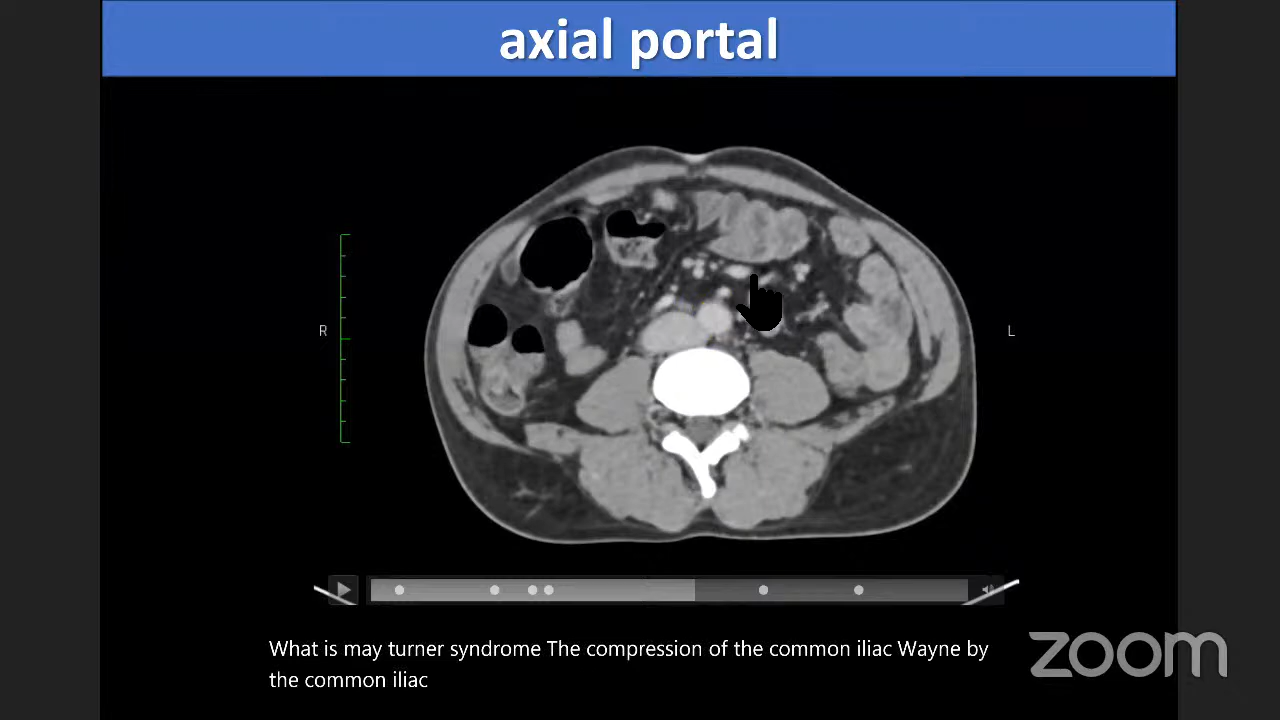 axial portal
R
L
What is may turner syndrome The compression of the common iliac Wayne by
the common iliac
zoom